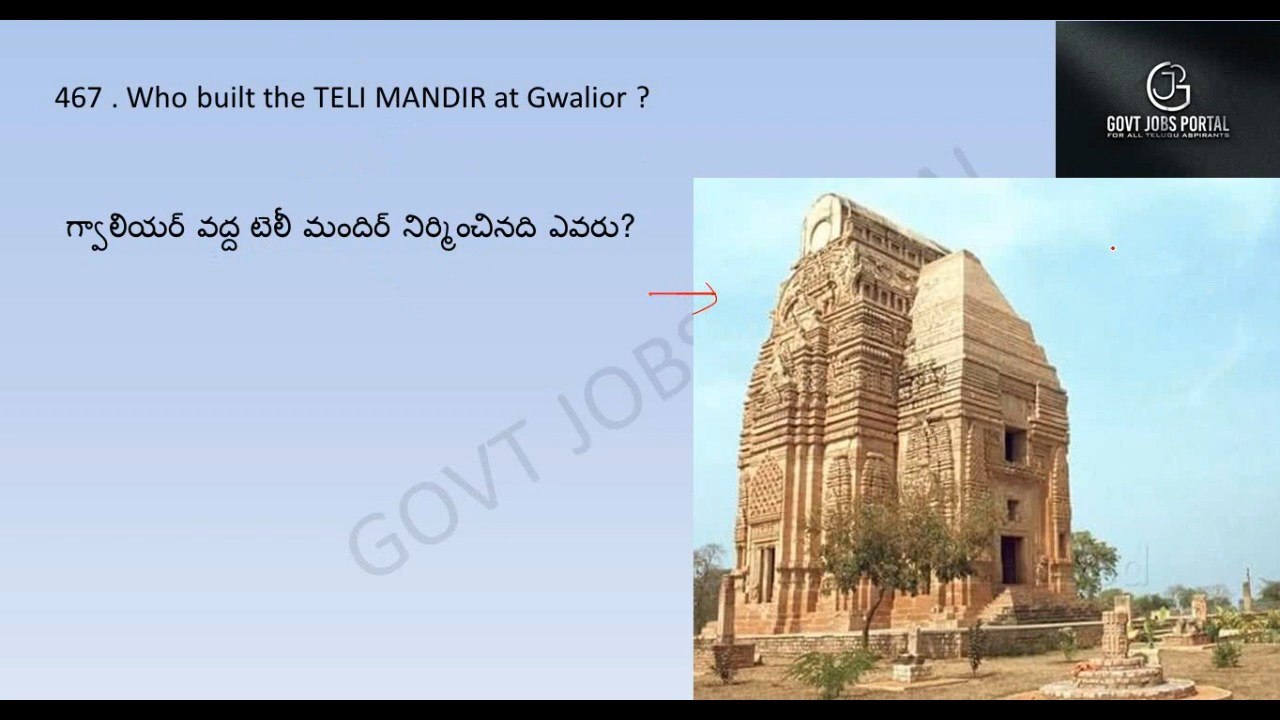 467 . Who built the TELI MANDIR at Gwalior ?
GOVT JOBS PORTAL
FOR ALL TELUGU ASPIRANTS
గ్వాలియర్ వద్ద టెలీ మందిర్ నిర్మించినది ఎవరు?
GOVT JOBS